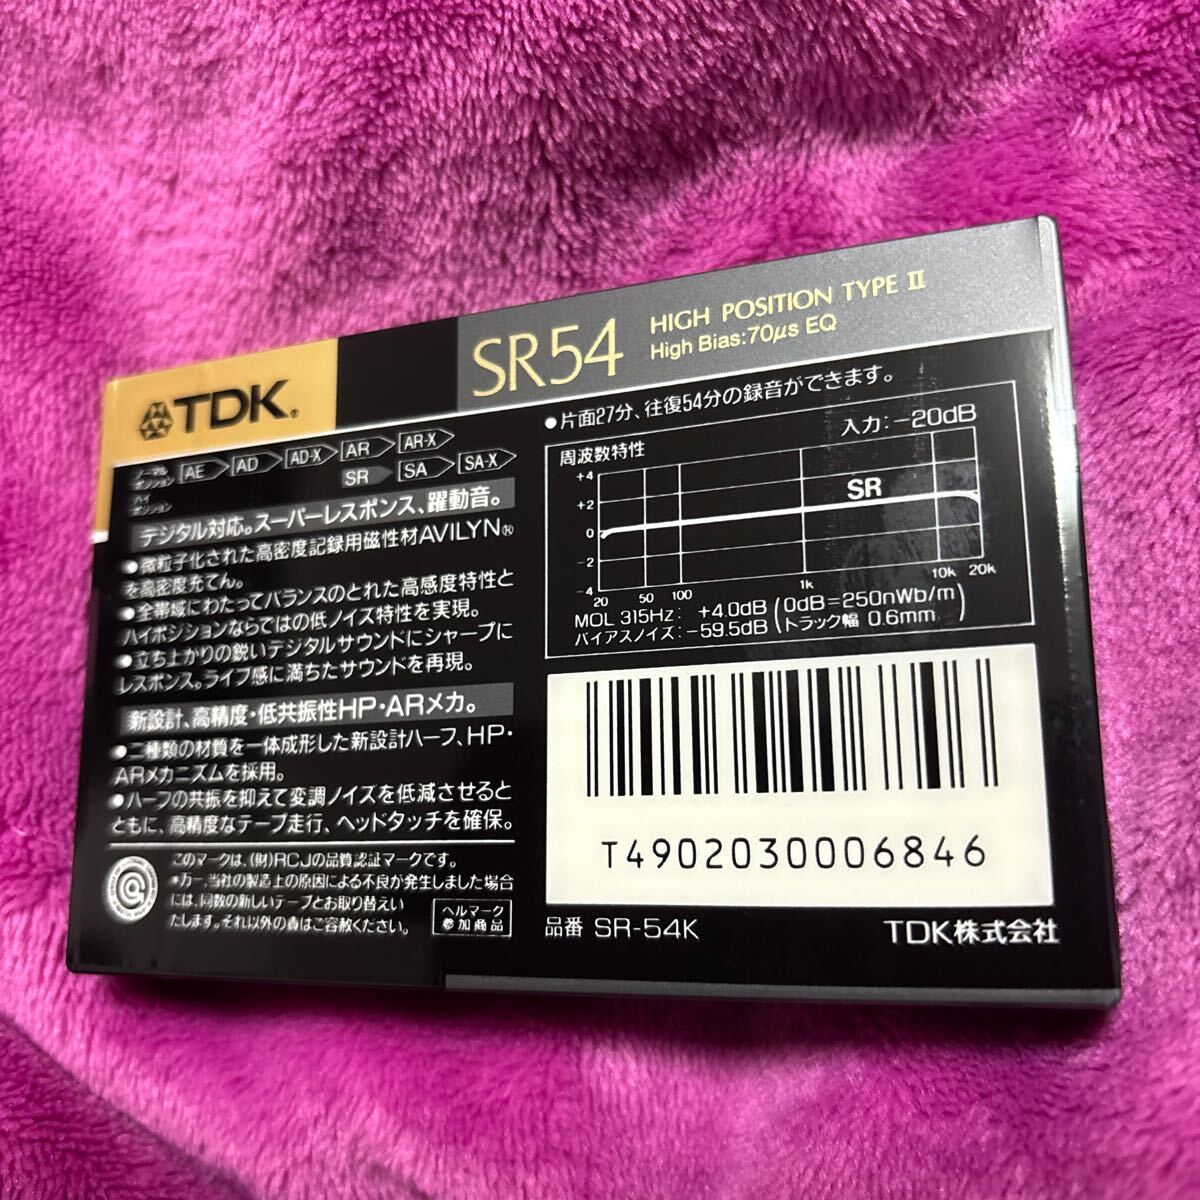 TDK®
SR54
HIGH POSITION TYPE II
High Bias:70μs EQ
ノーマル
ポジション
AE
AD
AD-X
AR
AR-X
ハイ
ポジション
SR
SA
SA-X
デジタル対応。スーパーレスポンス、躍動音。
●微粒子化された高密度記録用磁性材AVILYN®
を高密度充てん。
●全帯域にわたってバランスのとれた高感度特性と
ハイポジションならではの低ノイズ特性を実現。
●立ち上がりの鋭いデジタルサウンドにシャープに
レスポンス。ライブ感に満ちたサウンドを再現。
新設計、高精度・低共振性HP・ARメカ。
●二種類の材質を一体成形した新設計ハーフ、HP・
ARメカニズムを採用。
●ハーフの共振を抑えて変調ノイズを低減させると
ともに、高精度なテープ走行、ヘッドタッチを確保。
このマークは、(財)RCJの品質認証マークです。
*万一、当社の製造上の原因による不良が発生しました場合
には、同数の新しいテープとお取り替えい
たします。それ以外の責はご容赦ください。
ベルマーク
参加商品
●片面27分、往復54分の録音ができます。
周波数特性
入力:−20dB
+4
+2
0
−2
−4
SR
20 50 100 1k 10k 20k
MOL 315Hz: +4.0dB (0dB=250nWb/m
バイアスノイズ: −59.5dB トラック幅 0.6mm)
T4902030006846
品番 SR-54K
TDK株式会社